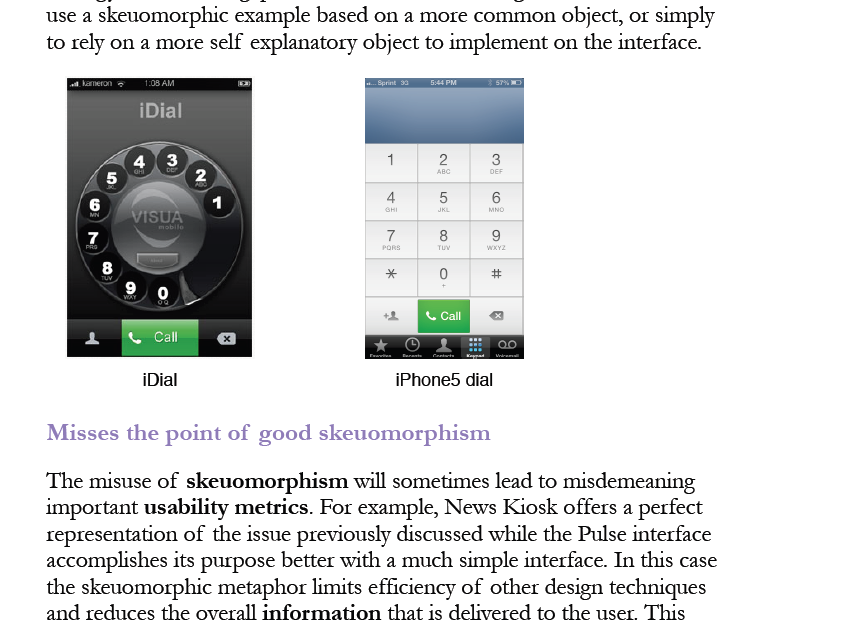 use a skeuomorphic example based on a more common object, or simply
to rely on a more self explanatory object to implement on the interface.
kameron 1:08 AM
iDial
4 GHI
3 DEF
5 JKL
2 ABC
6 MN
1
VISUA
mobile
7 PRS
8 TUV
9 WXY
0 O Q
Call
Sprint 3G 5:44 PM 57%
1 2 3
ABC DEF
4 5 6
GHI JKL MNO
7 8 9
PQRS TUV WXYZ
* 0 #
+
Call
Favorites Recents Contacts Keypad Voicemail
iDial
iPhone5 dial
Misses the point of good skeuomorphism
The misuse of skeuomorphism will sometimes lead to misdemeaning
important usability metrics. For example, News Kiosk offers a perfect
representation of the issue previously discussed while the Pulse interface
accomplishes its purpose better with a much simple interface. In this case
the skeuomorphic metaphor limits efficiency of other design techniques
and reduces the overall information that is delivered to the user. This